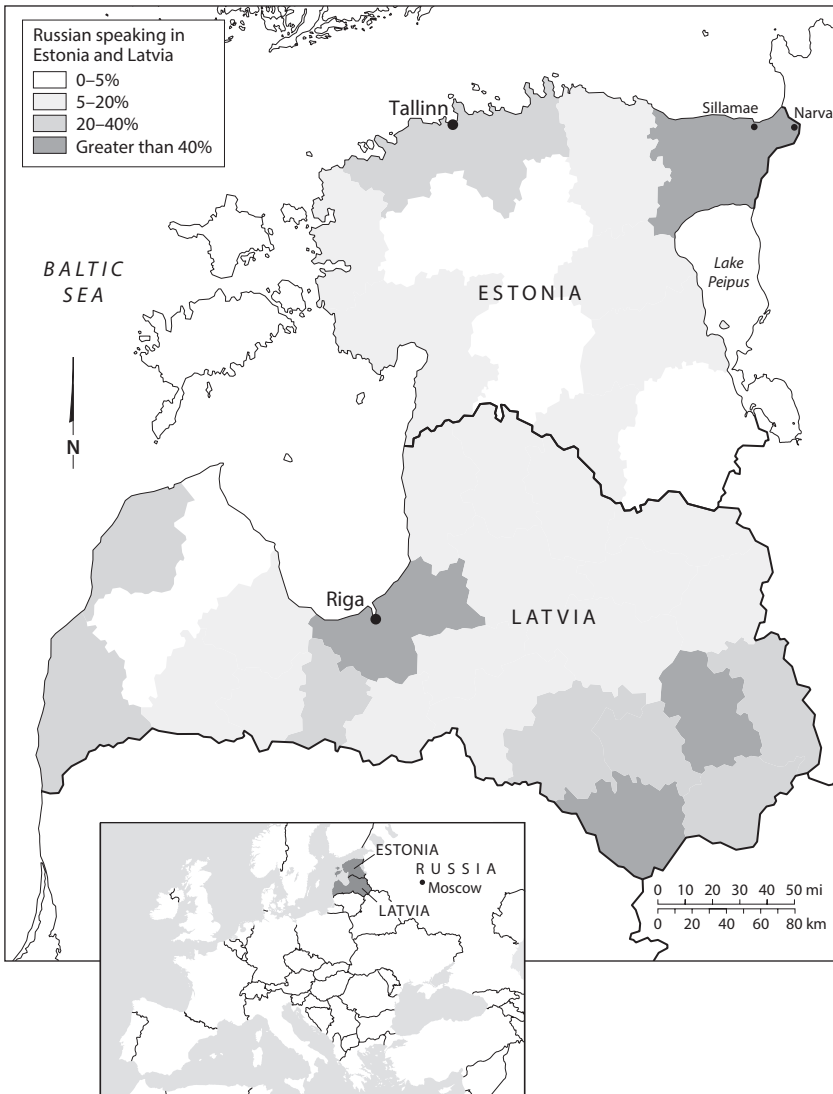 Russian speaking in
Estonia and Latvia
0–5%
5–20%
20–40%
Greater than 40%
Tallinn
Sillamae
Narva
BALTIC
SEA
Lake
Peipus
ESTONIA
N
Riga
LATVIA
ESTONIA
RUSSIA
Moscow
LATVIA
0 10 20 30 40 50 mi
0 20 40 60 80 km